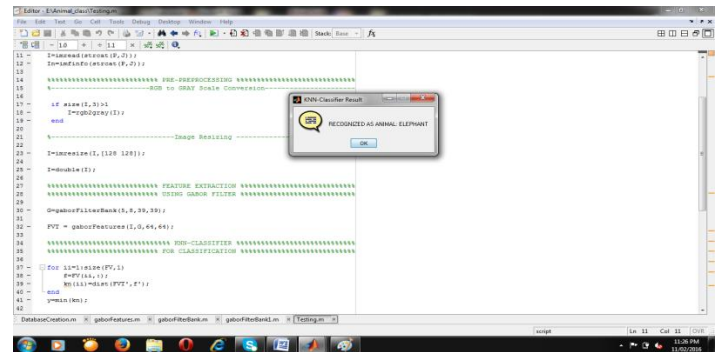 Editor - E:\Animal_class\Testing.m
File Edit Text Go Cell Tools Debug Desktop Window Help
Stack: Base
fx
- 1.0 + ÷ 1.1 ×
11 - I=imread(strcat(P,J));
12 - In=imfinfo(strcat(P,J));
13
14 %%%%%%%%%%%%%%%%%%%%%%%%%% PRE-PREPROCESSING %%%%%%%%%%%%%%%%%%%%%%%%%%%%
15 %-----------------------RGB to GRAY Scale Conversion-----------------------
16
17 - if size(I,3)>1
18 - I=rgb2gray(I);
19 - end
20
21 %-----------------------------Image Resizing -----------------------
22
23 - I=imresize(I,[128 128]);
24
25 - I=double(I);
26
27 %%%%%%%%%%%%%%%%%%%%%%%%%% FEATURE EXTRACTION %%%%%%%%%%%%%%%%%%%%%%%%%%%
28 %%%%%%%%%%%%%%%%%%%%%%%%%% USING GABOR FILTER %%%%%%%%%%%%%%%%%%%%%%%%%%%
29
30 - G=gaborFilterBank(5,8,39,39);
31
32 - FVT = gaborFeatures(I,G,64,64);
33
34 %%%%%%%%%%%%%%%%%%%%%%%%%%%%% KNN-CLASSIFIER %%%%%%%%%%%%%%%%%%%%%%%%%%%%
35 %%%%%%%%%%%%%%%%%%%%%%%%%%%%% FOR CLASSIFICATION %%%%%%%%%%%%%%%%%%%%%%%%
36
37 - for ii=1:size(FV,1)
38 - f=FV(ii,:);
39 - kn(ii)=dist(FVT',f');
40 - end
41 - y=min(kn);
42
KNN-Classifier Result
RECOGNIZED AS ANIMAL: ELEPHANT
OK
DatabaseCreation.m × gaborFeatures.m × gaborFilterBank.m × gaborFilterBank1.m × Testing.m ×
script Ln 11 Col 11 OVR
11:26 PM
11/02/2016